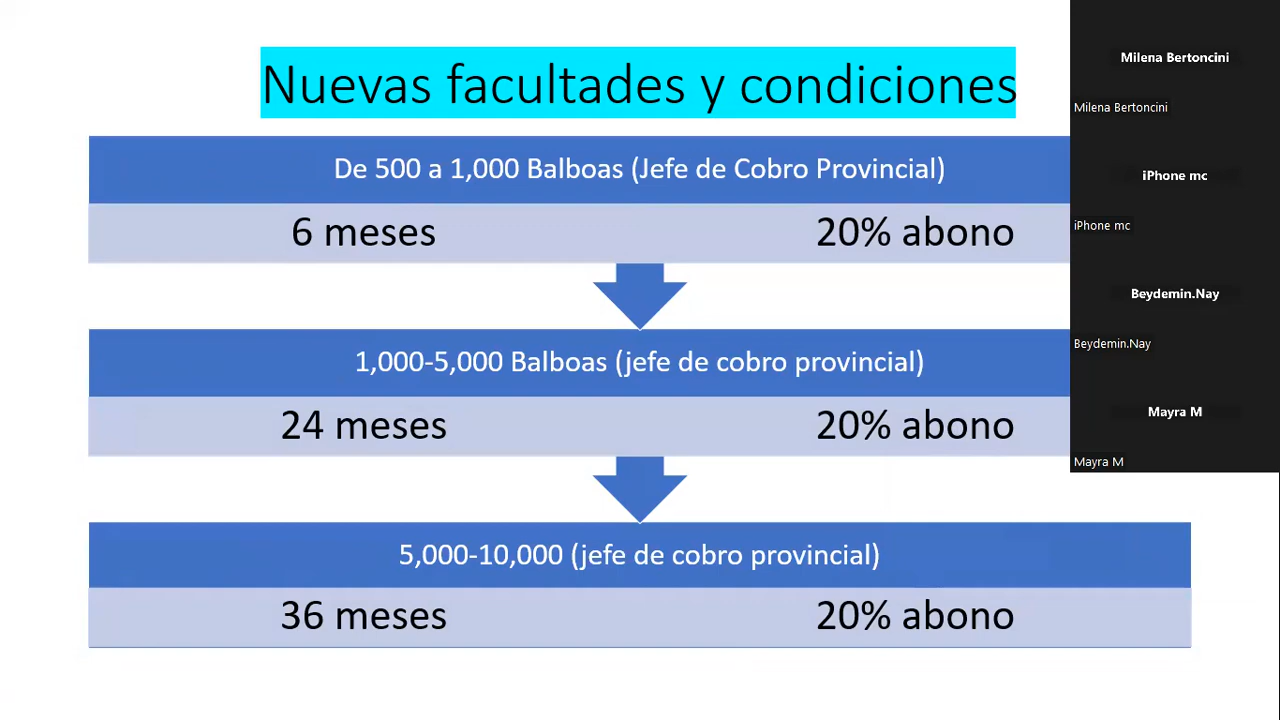 Nuevas facultades y condiciones
De 500 a 1,000 Balboas (Jefe de Cobro Provincial)
6 meses 20% abono
1,000-5,000 Balboas (jefe de cobro provincial)
24 meses 20% abono
5,000-10,000 (jefe de cobro provincial)
36 meses 20% abono
Milena Bertoncini
Milena Bertoncini
iPhone mc
iPhone mc
Beydemin.Nay
Beydemin.Nay
Mayra M
Mayra M